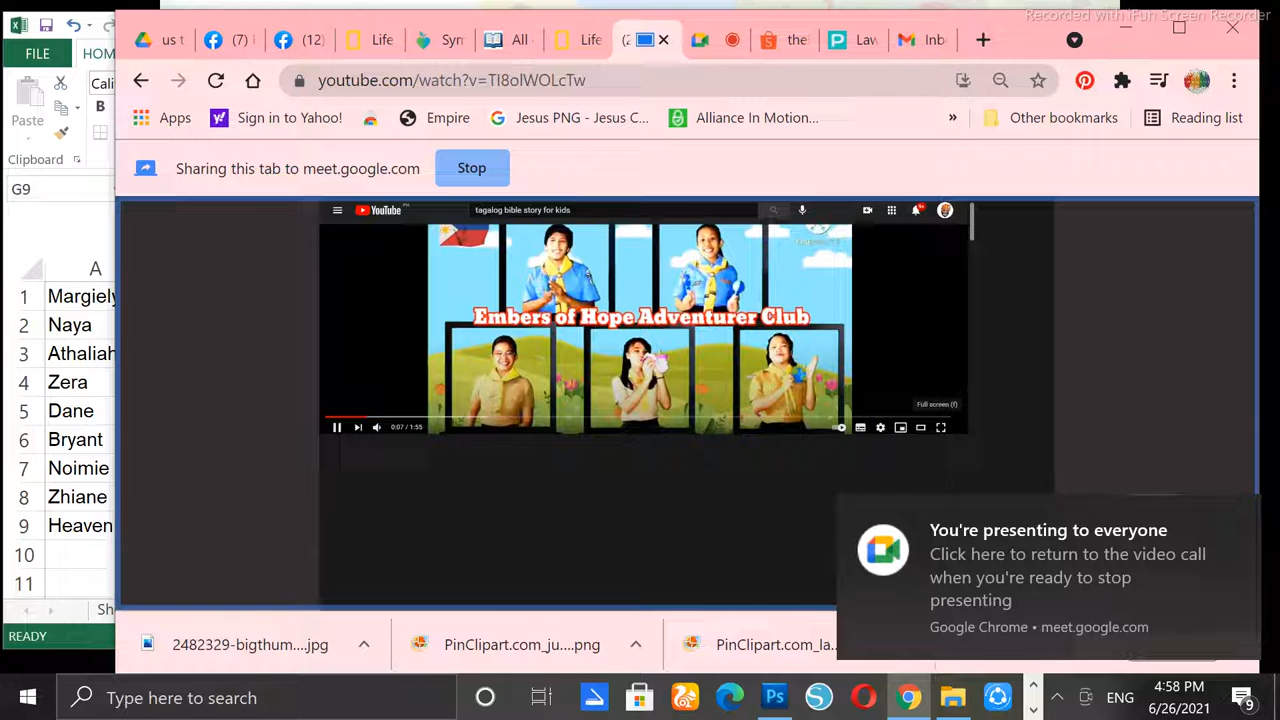 Recorded with iFun Screen Recorder
FILE
HOM
us t
(7)
(12)
Life
Syn
All
Life
(2
the
Law
Inb
youtube.com/watch?v=TI8oIWOLcTw
Apps
Sign in to Yahoo!
Empire
Jesus PNG - Jesus C...
Alliance In Motion...
»
Other bookmarks
Reading list
Sharing this tab to meet.google.com
Stop
Cali
B
Paste
Clipboard
G9
YouTube
tagalog bible story for kids
9+
Embers of Hope Adventurer Club
Full screen (f)
0:07 / 1:55
A
1 Margiely
2 Naya
3 Athaliah
4 Zera
5 Dane
6 Bryant
7 Noimie
8 Zhiane
9 Heaven
10
11
Sh
READY
You're presenting to everyone
Click here to return to the video call
when you're ready to stop
presenting
Google Chrome • meet.google.com
2482329-bigthum....jpg
PinClipart.com_ju....png
PinClipart.com_la...
Type here to search
Ps
ENG
4:58 PM
6/26/2021
9